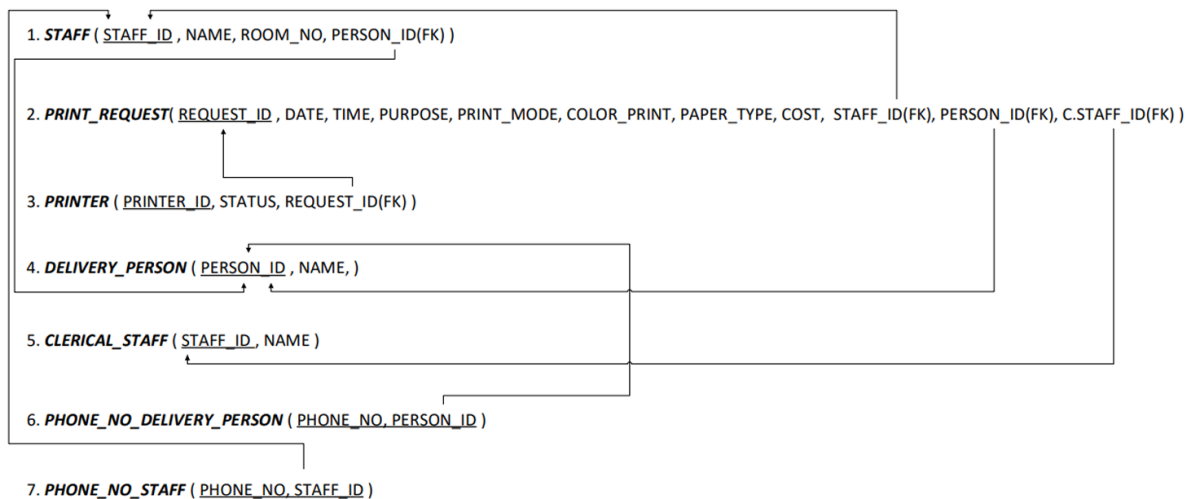 1. STAFF ( STAFF_ID , NAME, ROOM_NO, PERSON_ID(FK) )
2. PRINT_REQUEST( REQUEST_ID , DATE, TIME, PURPOSE, PRINT_MODE, COLOR_PRINT, PAPER_TYPE, COST, STAFF_ID(FK), PERSON_ID(FK), C.STAFF_ID(FK) )
3. PRINTER ( PRINTER_ID, STATUS, REQUEST_ID(FK) )
4. DELIVERY_PERSON ( PERSON_ID , NAME, )
5. CLERICAL_STAFF ( STAFF_ID , NAME )
6. PHONE_NO_DELIVERY_PERSON ( PHONE_NO, PERSON_ID )
7. PHONE_NO_STAFF ( PHONE_NO, STAFF_ID )